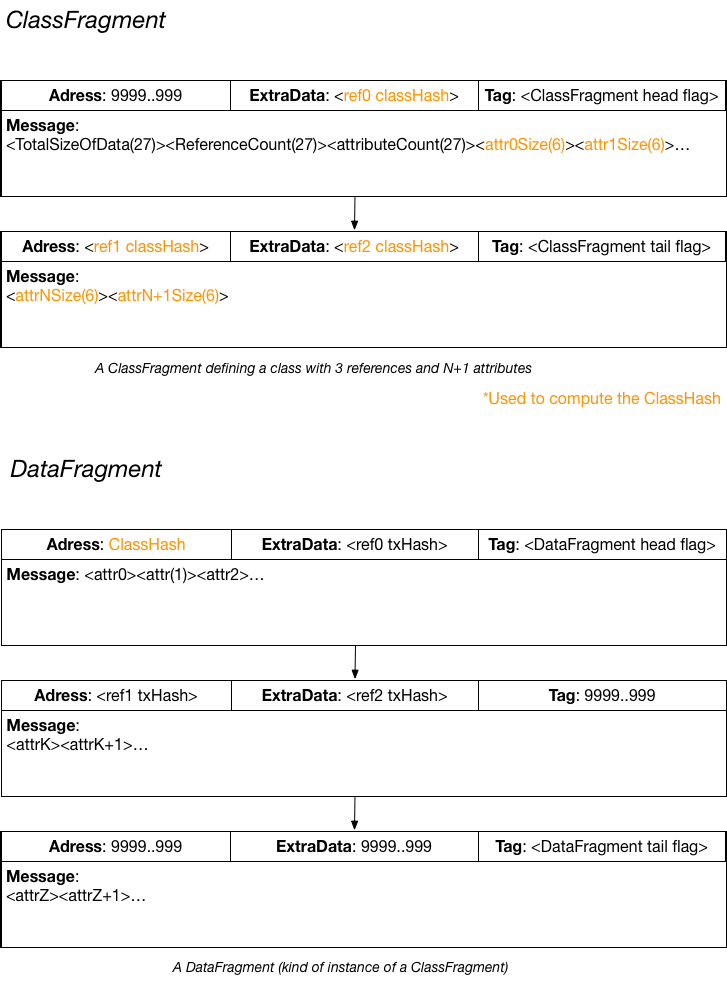 ClassFragment
Adress: 9999..999 ExtraData: <ref0 classHash> Tag: <ClassFragment head flag>
Message:
<TotalSizeOfData(27)><ReferenceCount(27)><attributeCount(27)><attr0Size(6)><attr1Size(6)>…
Adress: <ref1 classHash> ExtraData: <ref2 classHash> Tag: <ClassFragment tail flag>
Message:
<attrNSize(6)><attrN+1Size(6)>
A ClassFragment defining a class with 3 references and N+1 attributes
*Used to compute the ClassHash
DataFragment
Adress: ClassHash ExtraData: <ref0 txHash> Tag: <DataFragment head flag>
Message: <attr0><attr(1)><attr2>…
Adress: <ref1 txHash> ExtraData: <ref2 txHash> Tag: 9999..999
Message:
<attrK><attrK+1>…
Adress: 9999..999 ExtraData: 9999..999 Tag: <DataFragment tail flag>
Message:
<attrZ><attrZ+1>…
A DataFragment (kind of instance of a ClassFragment)